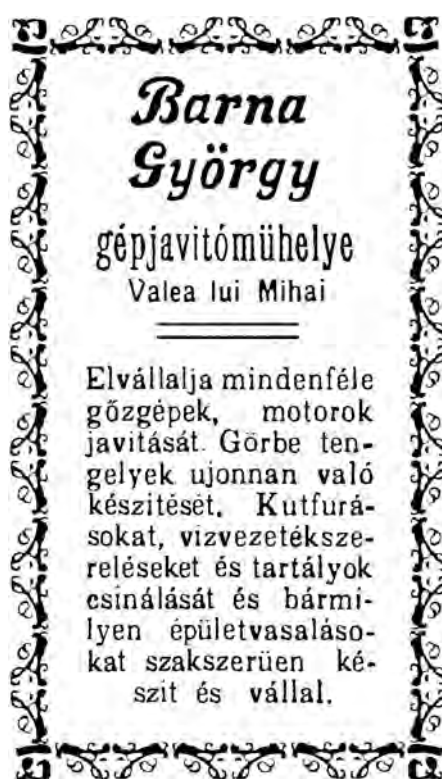 Barna
György
gépjavitómühelye
Valea lui Mihai
Elvállalja mindenféle
gőzgépek, motorok
javitását. Görbe ten-
gelyek ujonnan való
készitését. Kutfurá-
sokat, vizvezetéksze-
reléseket és tartályok
csinálását és bármi-
lyen épületvasaláso-
kat szakszerüen ké-
szit és vállal.